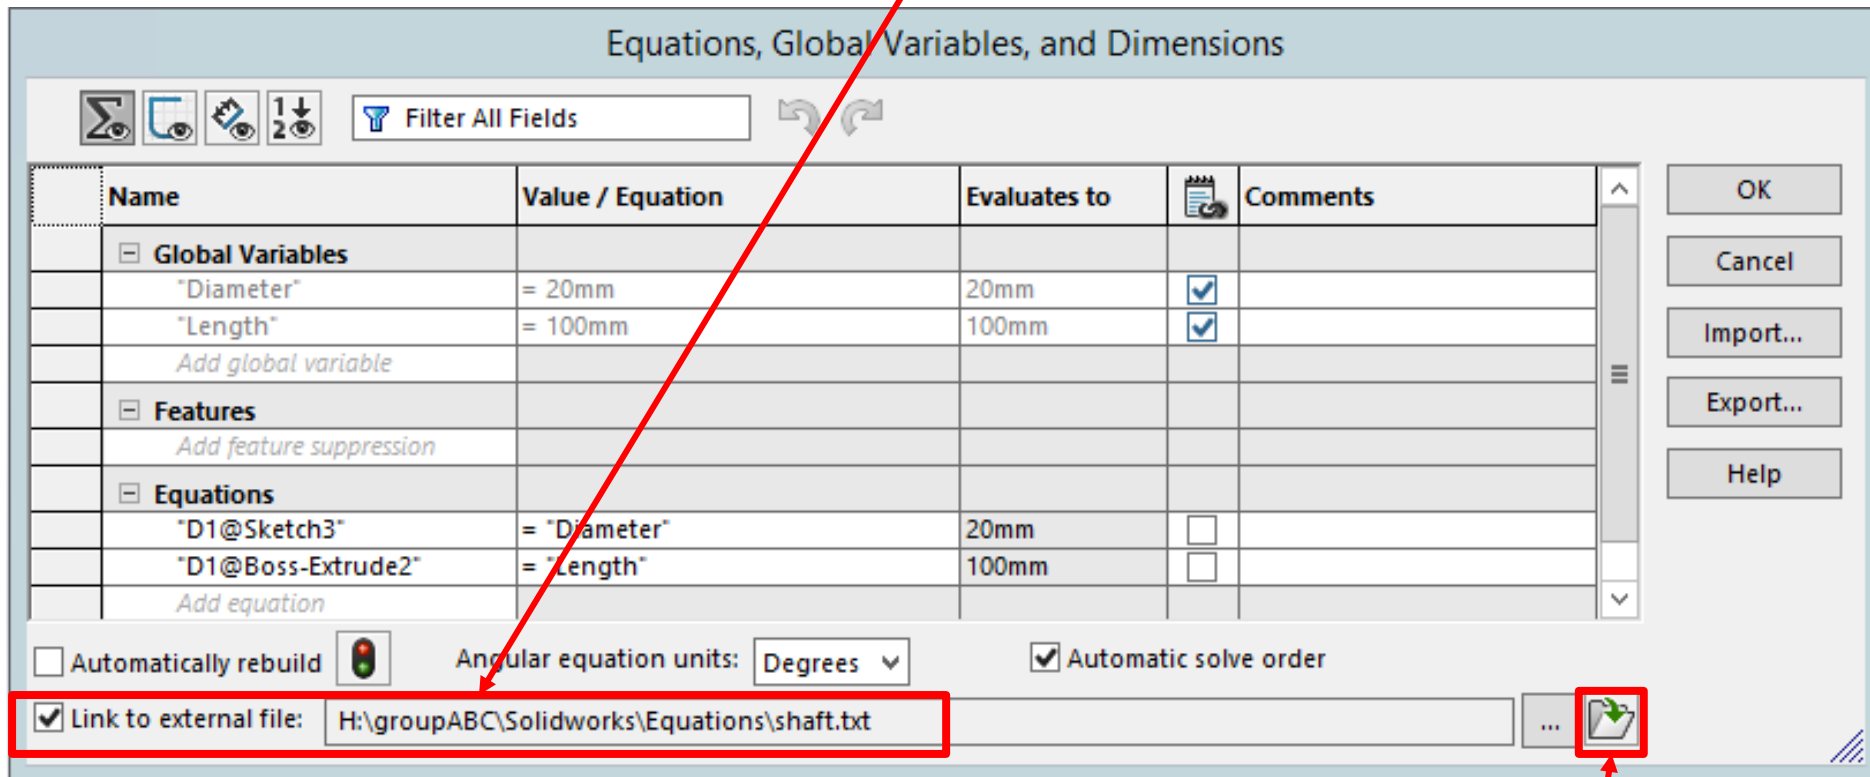 Equations, Global Variables, and Dimensions
Filter All Fields
Name Value / Equation Evaluates to Comments
OK
Global Variables
Cancel
"Diameter" = 20mm 20mm
"Length" = 100mm 100mm
Import...
Add global variable
Features
Export...
Add feature suppression
Help
Equations
"D1@Sketch3" = "Diameter" 20mm
"D1@Boss-Extrude2" = "Length" 100mm
Add equation
Automatically rebuild Angular equation units: Degrees Automatic solve order
Link to external file: H:\groupABC\Solidworks\Equations\shaft.txt ...